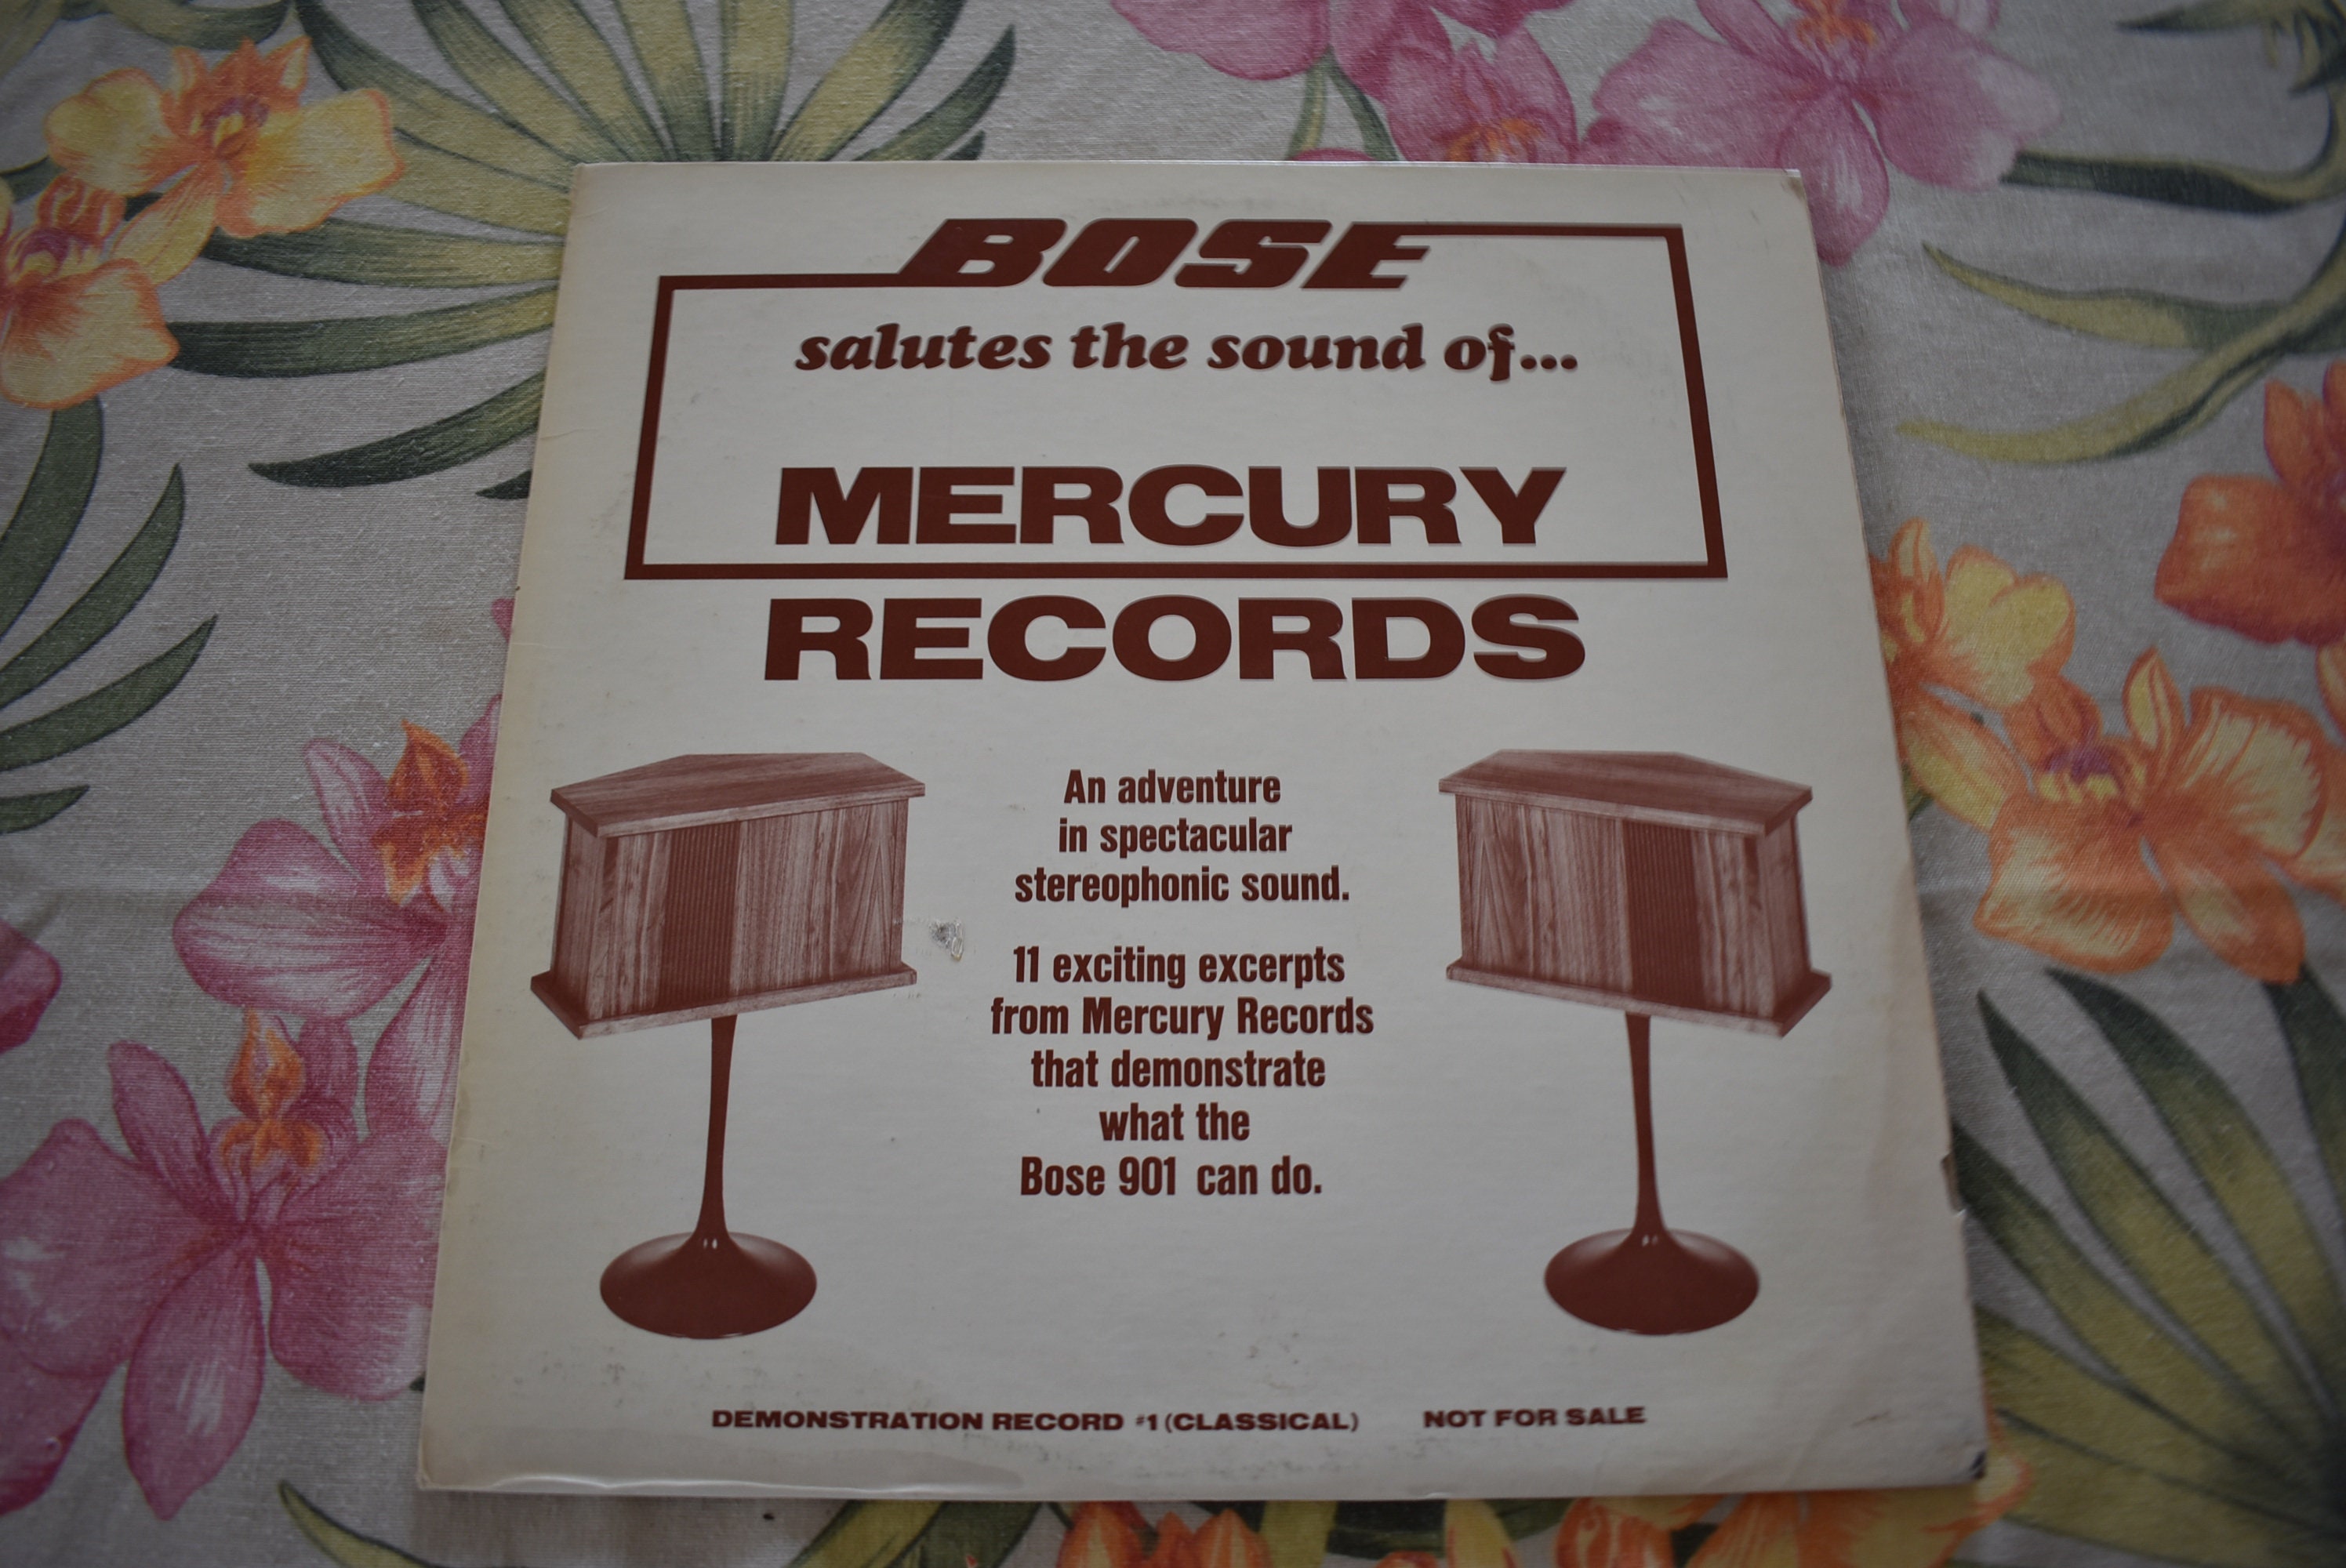 BOSE
salutes the sound of...
MERCURY
RECORDS
An adventure
in spectacular
stereophonic sound.
11 exciting excerpts
from Mercury Records
that demonstrate
what the
Bose 901 can do.
DEMONSTRATION RECORD #1 (CLASSICAL) NOT FOR SALE